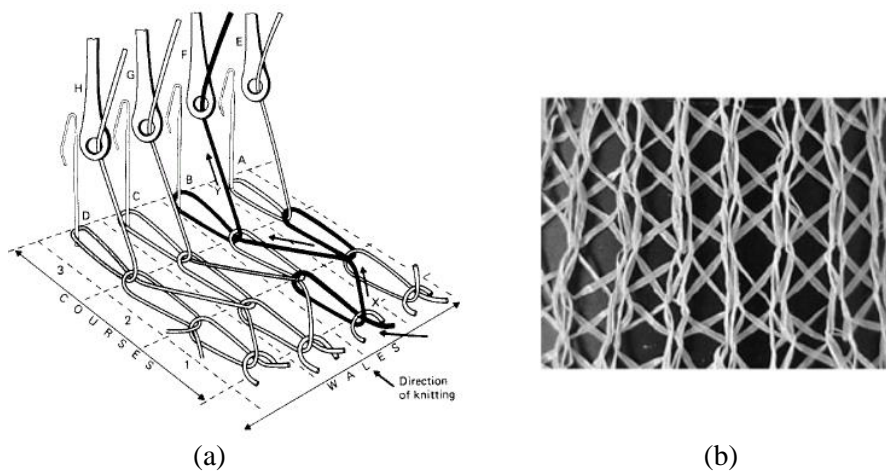 E
F
G
H
A
B
Y
C
D
X
3
2
1
COURSES
WALES
Direction
of knitting
(a)
(b)